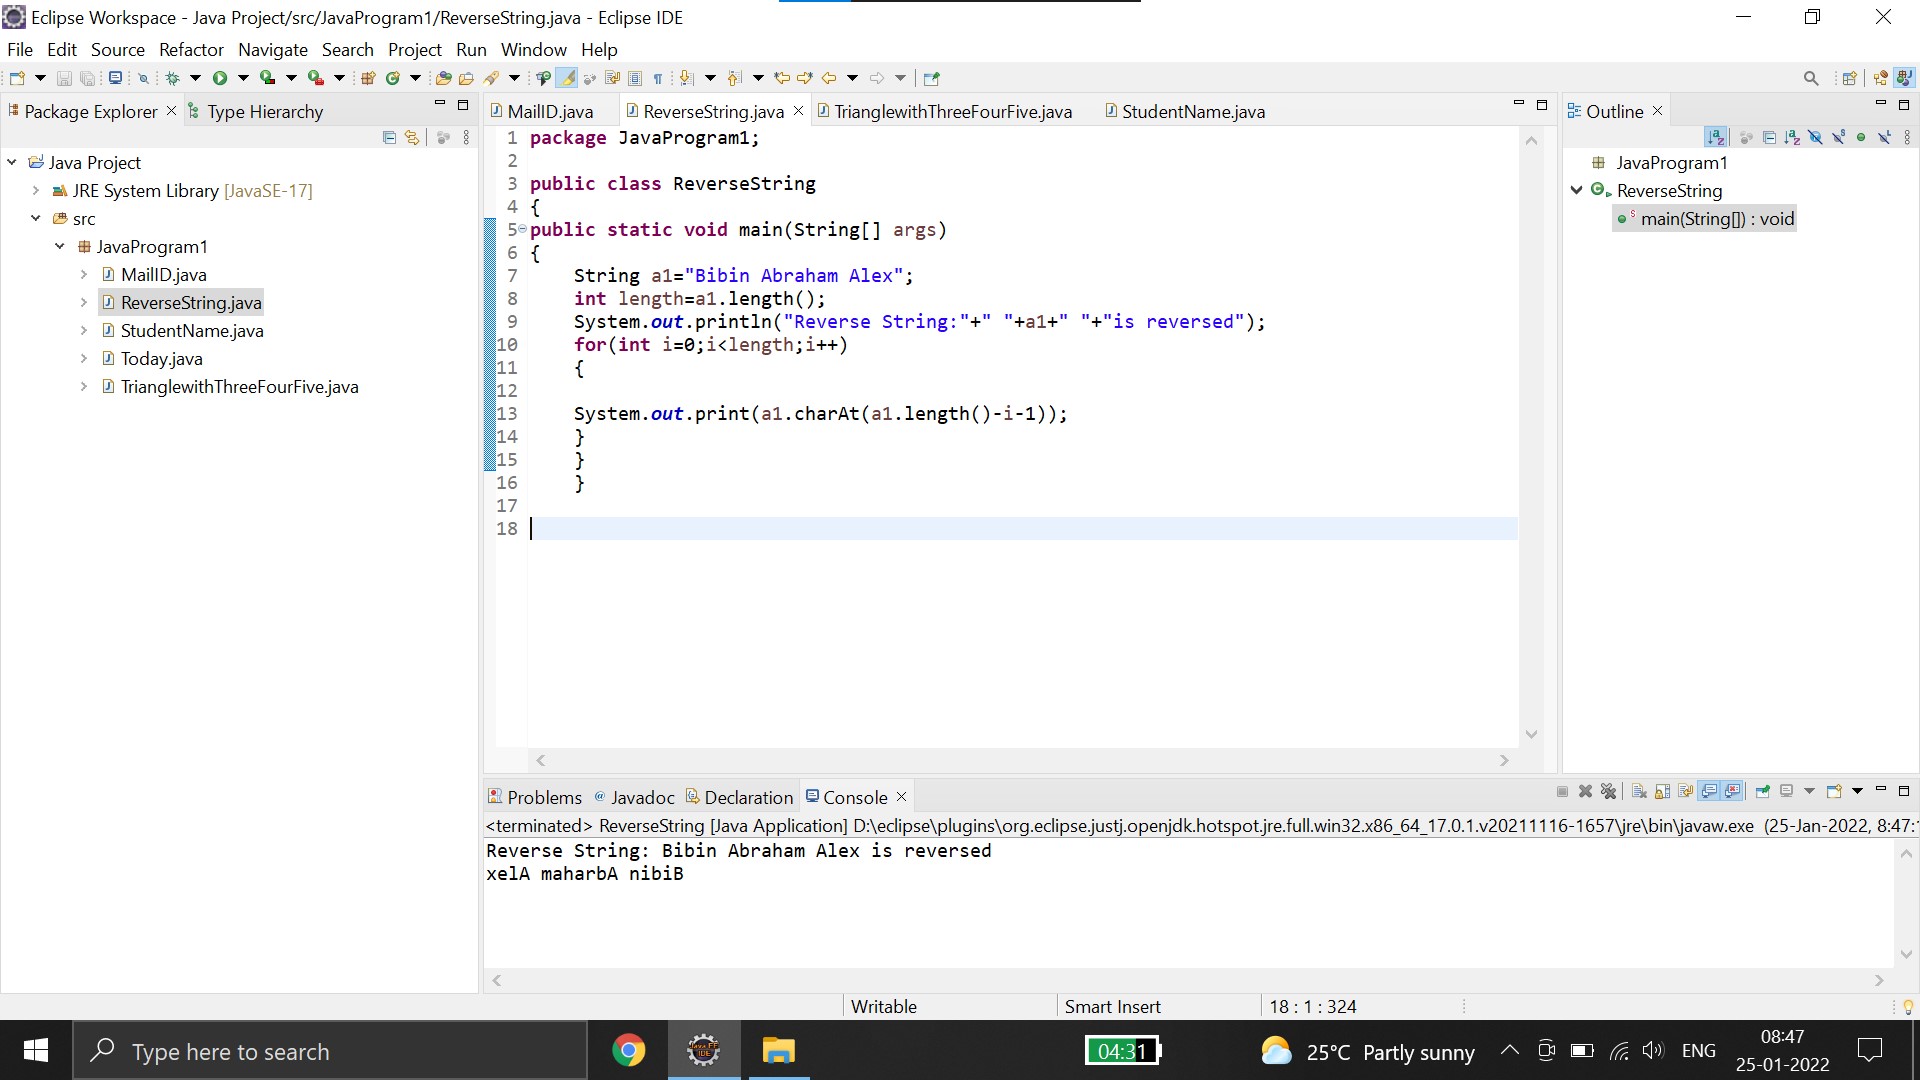 Eclipse Workspace - Java Project/src/JavaProgram1/ReverseString.java - Eclipse IDE
File Edit Source Refactor Navigate Search Project Run Window Help
Package Explorer
Type Hierarchy
Java Project
JRE System Library [JavaSE-17]
src
JavaProgram1
MailID.java
ReverseString.java
StudentName.java
Today.java
TrianglewithThreeFourFive.java
MailID.java ReverseString.java TrianglewithThreeFourFive.java StudentName.java
1 package JavaProgram1;
2
3 public class ReverseString
4 {
5 public static void main(String[] args)
6 {
7 String a1="Bibin Abraham Alex";
8 int length=a1.length();
9 System.out.println("Reverse String:"+" "+a1+" "+"is reversed");
10 for(int i=0;i<length;i++)
11 {
12
13 System.out.print(a1.charAt(a1.length()-i-1));
14 }
15 }
16 }
17
18
Outline
JavaProgram1
ReverseString
main(String[]) : void
Problems @ Javadoc Declaration Console
<terminated> ReverseString [Java Application] D:\eclipse\plugins\org.eclipse.justj.openjdk.hotspot.jre.full.win32.x86_64_17.0.1.v20211116-1657\jre\bin\javaw.exe (25-Jan-2022, 8:47:
Reverse String: Bibin Abraham Alex is reversed
xelA maharbA nibiB
Writable Smart Insert 18 : 1 : 324
Type here to search
Java EE IDE
04:31
25°C Partly sunny
ENG
08:47
25-01-2022